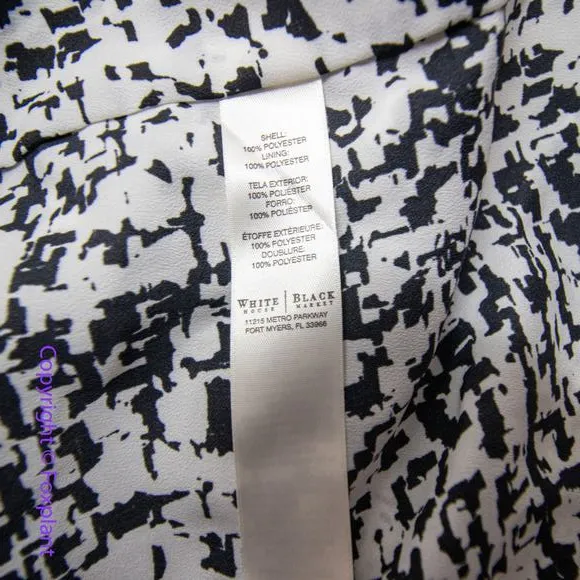 SHELL:
100% POLYESTER
LINING:
100% POLYESTER
TELA EXTERIOR:
100% POLIÉSTER
FORRO:
100% POLIÉSTER
ÉTOFFE EXTÉRIEURE:
100% POLYESTER
DOUBLURE:
100% POLYESTER
WHITE | BLACK
HOUSE MARKET
11215 METRO PARKWAY
FORT MYERS, FL 33966
Copyright © Foxplant